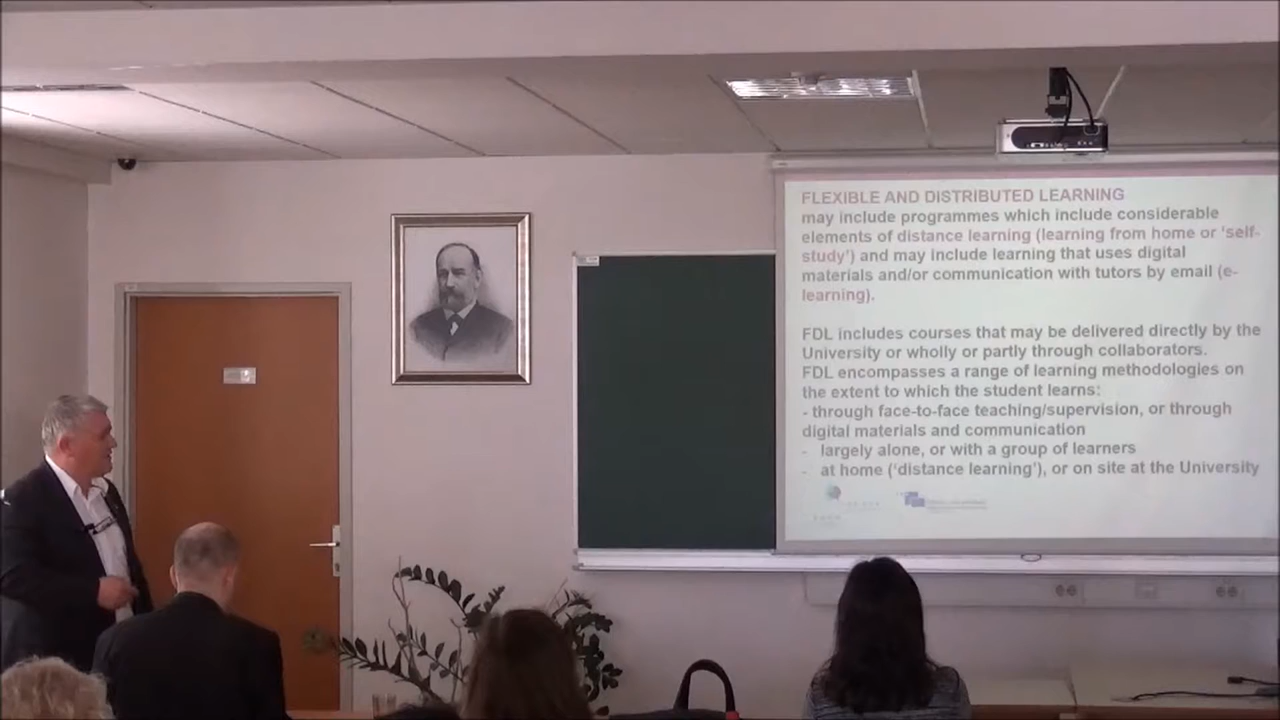 FLEXIBLE AND DISTRIBUTED LEARNING
may include programmes which include considerable
elements of distance learning (learning from home or ‘self-
study’) and may include learning that uses digital
materials and/or communication with tutors by email (e-
learning).
FDL includes courses that may be delivered directly by the
University or wholly or partly through collaborators.
FDL encompasses a range of learning methodologies on
the extent to which the student learns:
- through face-to-face teaching/supervision, or through
digital materials and communication
- largely alone, or with a group of learners
- at home (‘distance learning’), or on site at the University